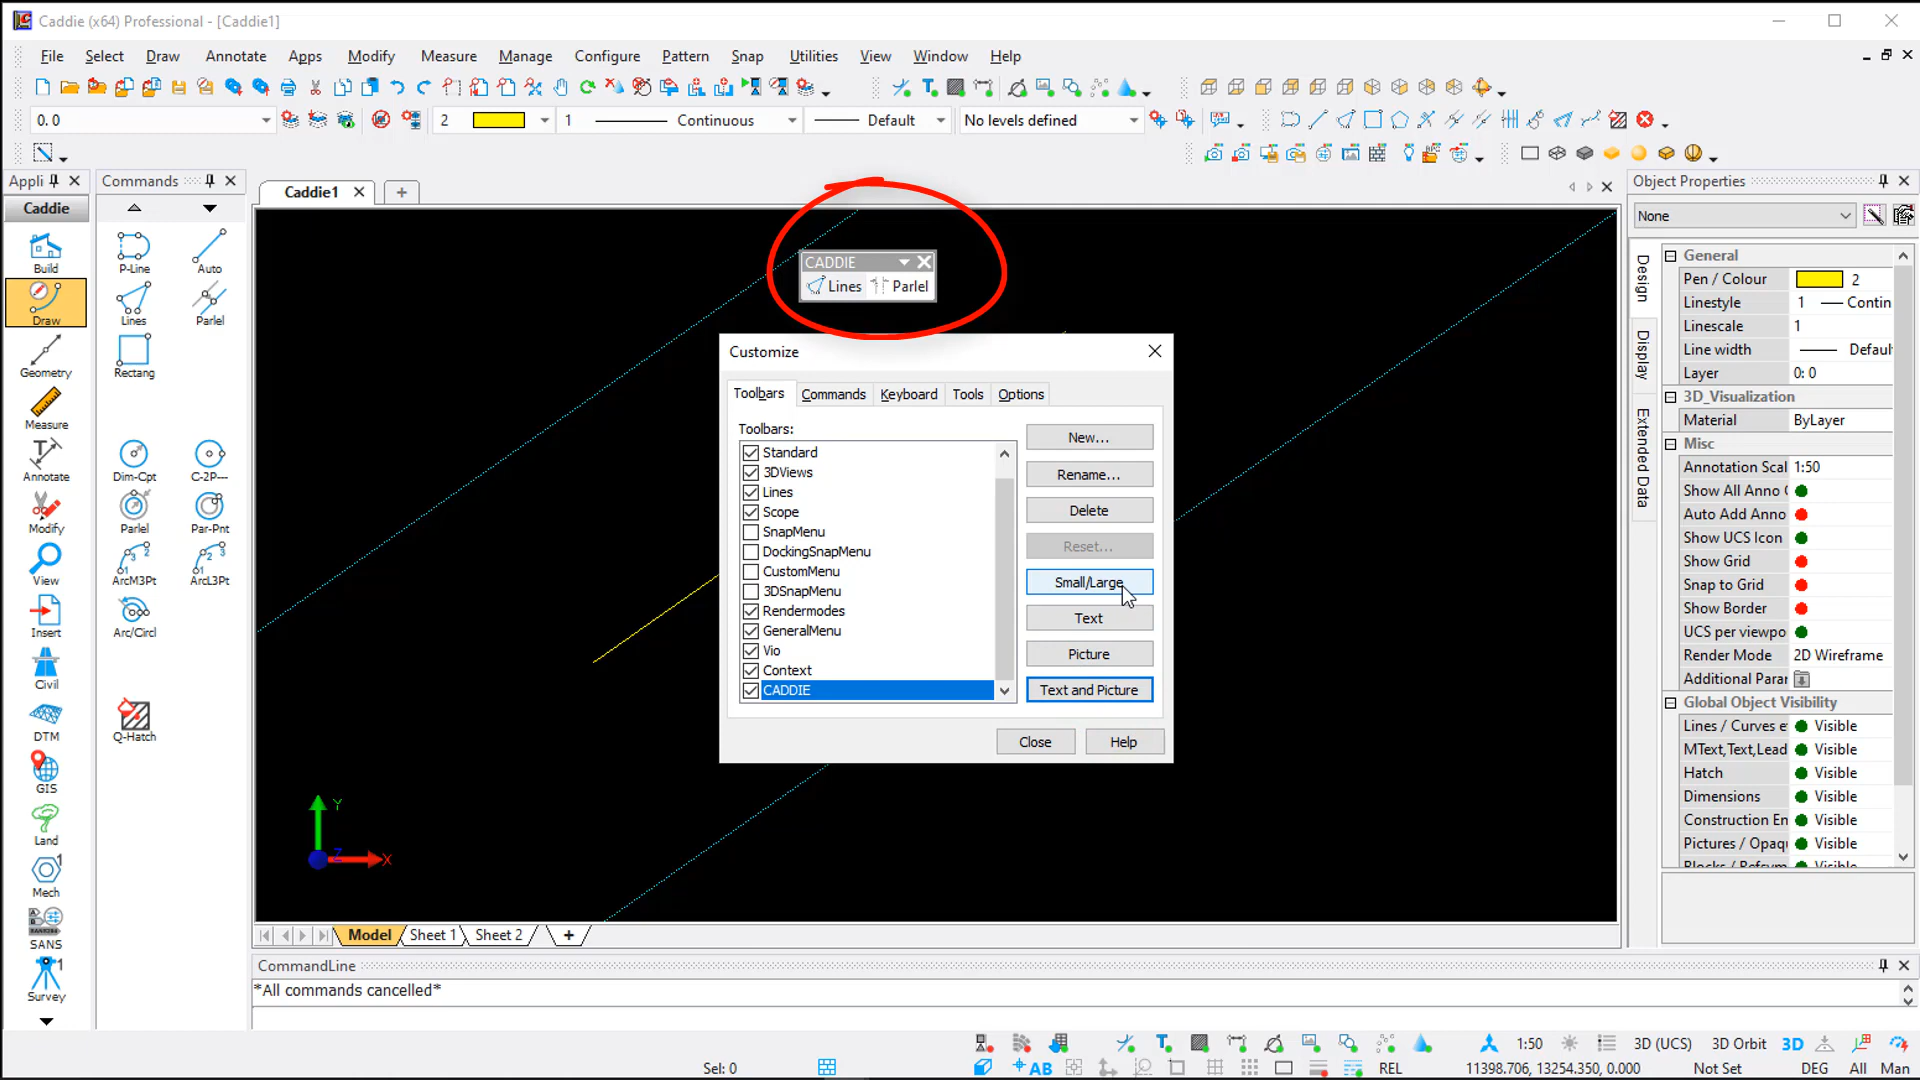 Caddie (x64) Professional - [Caddie1]
File Select Draw Annotate Apps Modify Measure Manage Configure Pattern Snap Utilities View Window Help
0. 0
2
1 Continuous
Default
No levels defined
Appli
Commands
Caddie1
Object Properties
Caddie
None
Build
Draw
Geometry
Measure
Annotate
Modify
View
Insert
Civil
DTM
GIS
Land
Mech
SANS
Survey
P-Line Auto
Lines Parlel
Rectang
Dim-Cpt C-2P---
Parlel Par-Pnt
ArcM3Pt ArcL3Pt
Arc/Circl
Q-Hatch
CADDIE
Lines Parlel
Customize
Toolbars Commands Keyboard Tools Options
Toolbars:
Standard
3DViews
Lines
Scope
SnapMenu
DockingSnapMenu
CustomMenu
3DSnapMenu
Rendermodes
GeneralMenu
Vio
Context
CADDIE
New...
Rename...
Delete
Reset...
Small/Large
Text
Picture
Text and Picture
Close Help
Y
Z X
Design
Display
Extended Data
General
Pen / Colour 2
Linestyle 1 Contin
Linescale 1
Line width Defaul
Layer 0: 0
3D_Visualization
Material ByLayer
Misc
Annotation Scal 1:50
Show All Anno
Auto Add Anno
Show UCS Icon
Show Grid
Snap to Grid
Show Border
UCS per viewpo
Render Mode 2D Wireframe
Additional Parar
Global Object Visibility
Lines / Curves e Visible
MText,Text,Lead Visible
Hatch Visible
Dimensions Visible
Construction En Visible
Pictures / Opaq Visible
Blocks / Refsym Visible
Model Sheet 1 Sheet 2 +
CommandLine
*All commands cancelled*
1:50 3D (UCS) 3D Orbit 3D
Sel: 0
AB
REL
11398.706, 13254.350, 0.000 Not Set DEG All Man